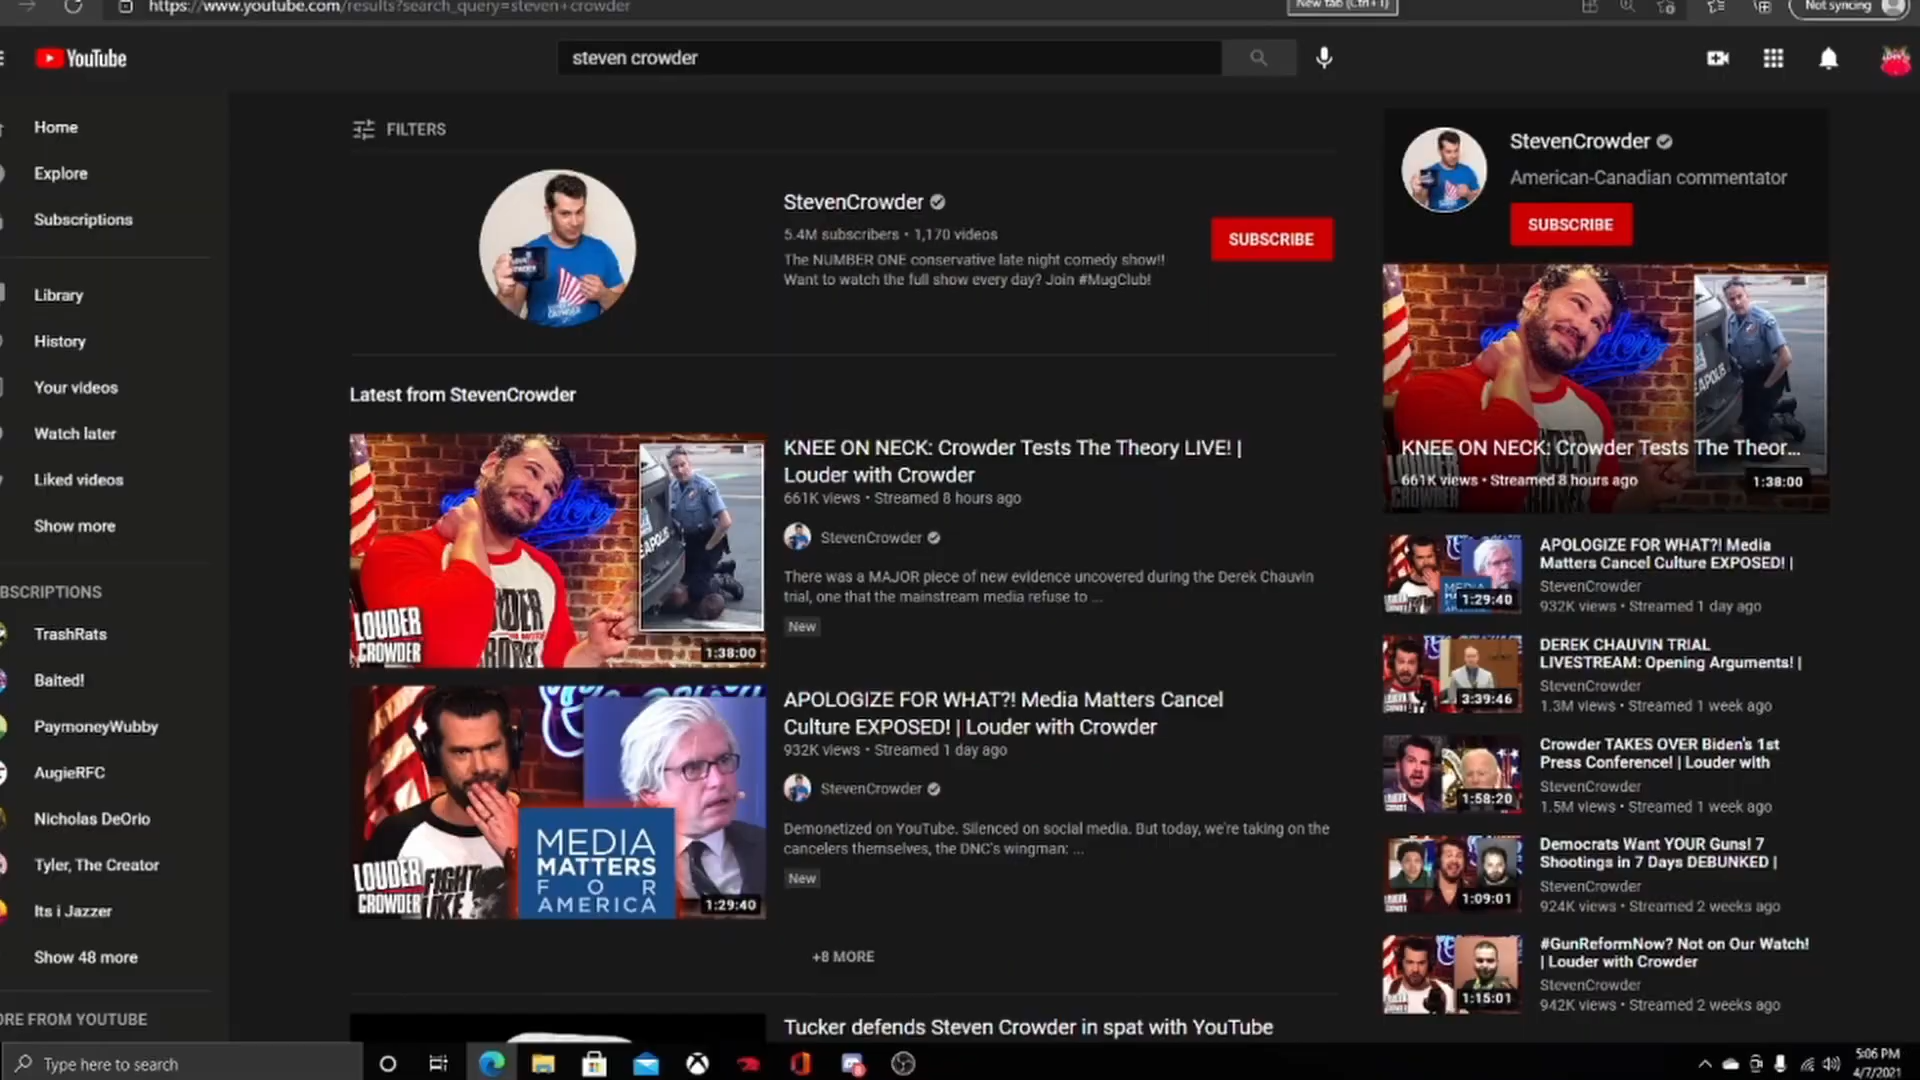 https://www.youtube.com/results?search_query=steven+crowder
New tab (Ctrl+T)
Not syncing
YouTube
steven crowder
Home
Explore
Subscriptions
Library
History
Your videos
Watch later
Liked videos
Show more
BSCRIPTIONS
TrashRats
Baited!
PaymoneyWubby
AugieRFC
Nicholas DeOrio
Tyler, The Creator
Its i Jazzer
Show 48 more
ORE FROM YOUTUBE
FILTERS
StevenCrowder
5.4M subscribers • 1,170 videos
The NUMBER ONE conservative late night comedy show!!
Want to watch the full show every day? Join #MugClub!
SUBSCRIBE
Latest from StevenCrowder
LOUDER
CROWDER
1:38:00
KNEE ON NECK: Crowder Tests The Theory LIVE! |
Louder with Crowder
661K views • Streamed 8 hours ago
StevenCrowder
There was a MAJOR piece of new evidence uncovered during the Derek Chauvin
trial, one that the mainstream media refuse to ...
New
LOUDER
CROWDER
FIGHT
LIKE
MEDIA
MATTERS
FOR
AMERICA
1:29:40
APOLOGIZE FOR WHAT?! Media Matters Cancel
Culture EXPOSED! | Louder with Crowder
932K views • Streamed 1 day ago
StevenCrowder
Demonetized on YouTube. Silenced on social media. But today, we're taking on the
cancelers themselves, the DNC's wingman: ...
New
+8 MORE
Tucker defends Steven Crowder in spat with YouTube
StevenCrowder
American-Canadian commentator
SUBSCRIBE
KNEE ON NECK: Crowder Tests The Theor...
661K views • Streamed 8 hours ago
1:38:00
LOUDER
CROWDER
1:29:40
APOLOGIZE FOR WHAT?! Media
Matters Cancel Culture EXPOSED! |
StevenCrowder
932K views • Streamed 1 day ago
3:39:46
DEREK CHAUVIN TRIAL
LIVESTREAM: Opening Arguments! |
StevenCrowder
1.3M views • Streamed 1 week ago
1:58:20
Crowder TAKES OVER Biden's 1st
Press Conference! | Louder with
StevenCrowder
1.5M views • Streamed 1 week ago
1:09:01
Democrats Want YOUR Guns! 7
Shootings in 7 Days DEBUNKED |
StevenCrowder
924K views • Streamed 2 weeks ago
1:15:01
#GunReformNow? Not on Our Watch!
| Louder with Crowder
StevenCrowder
942K views • Streamed 2 weeks ago
Type here to search
5:06 PM
4/7/2021